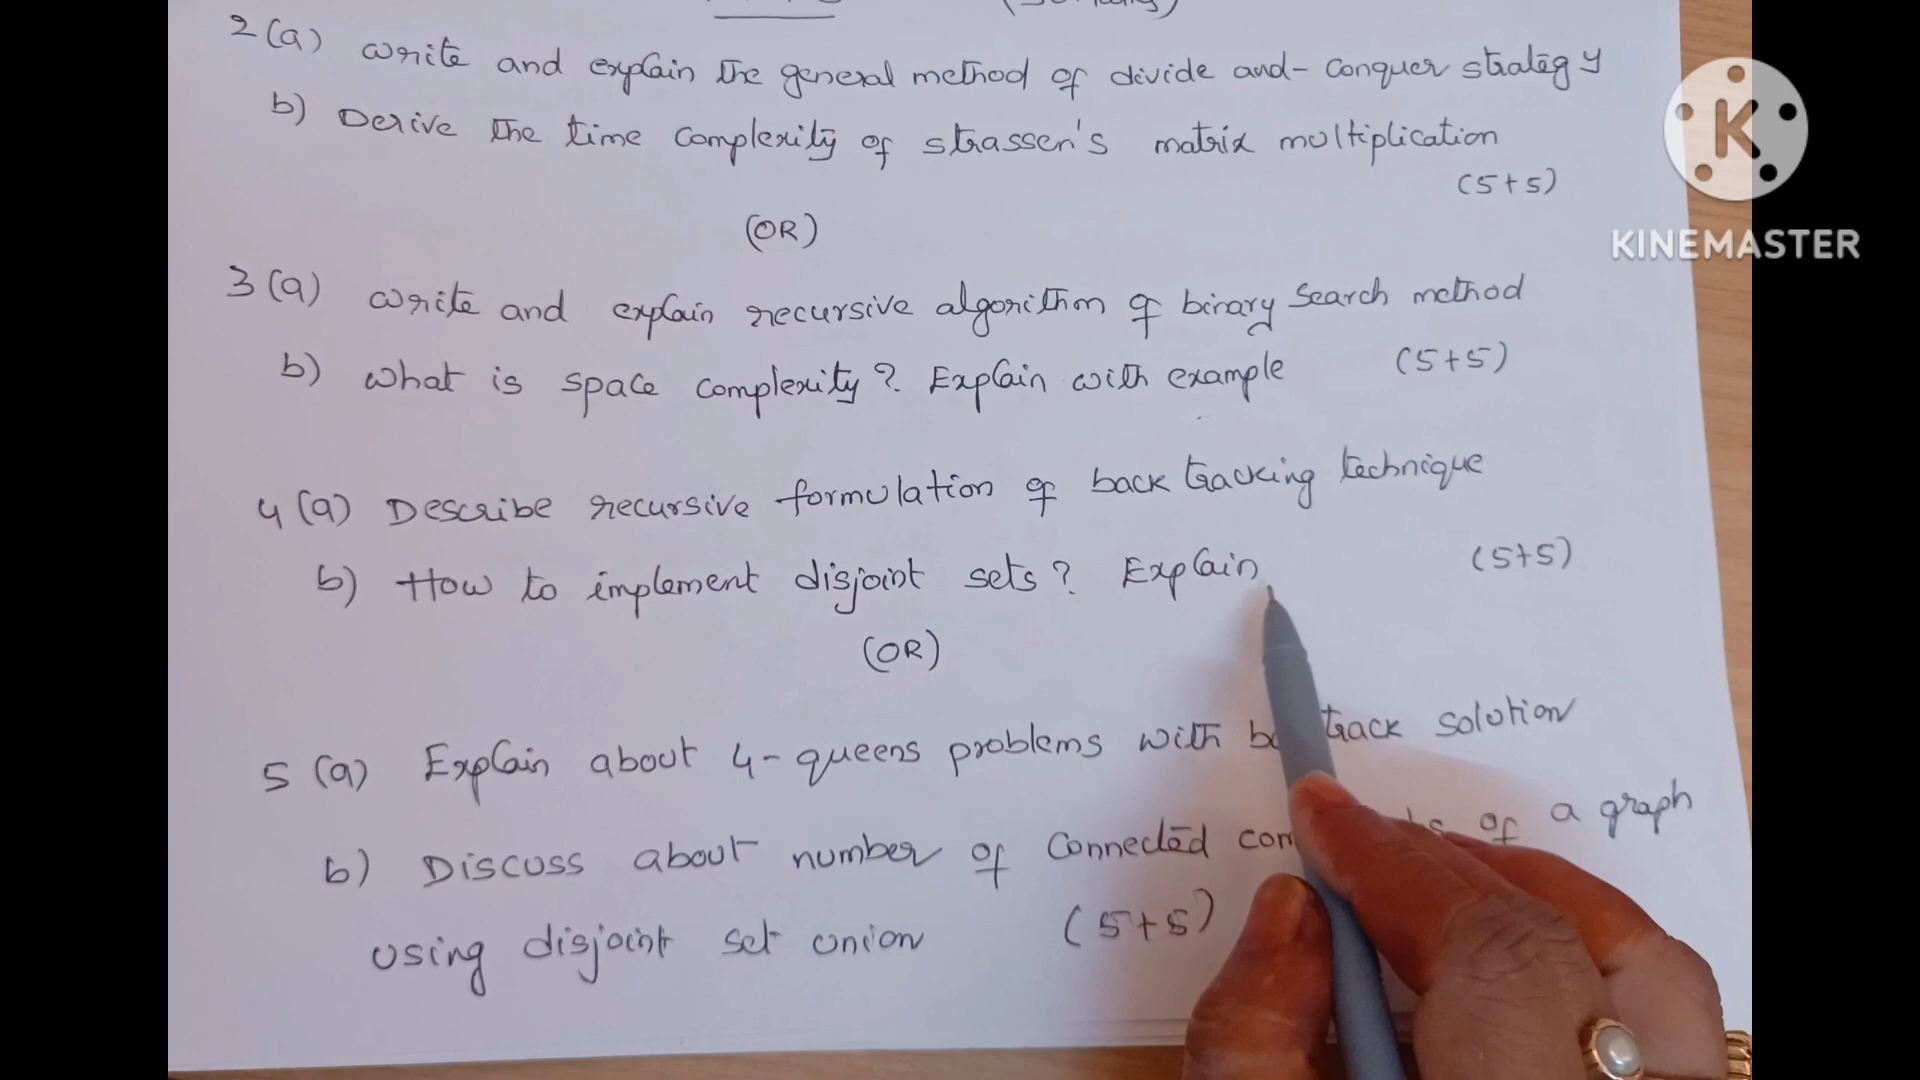 2(a) write and explain the general method of divide and- conquer strategy
b) Derive the time complexity of strassen's matrix multiplication
(5+5)
(OR)
3(a) write and explain recursive algorithm of binary search method
b) what is space complexity? Explain with example (5+5)
4(a) Describe recursive formulation of back tracking technique
b) How to implement disjoint sets? Explain (5+5)
(OR)
5(a) Explain about 4-queens problems with track solution
b) Discuss about number of connected of a graph
using disjoint set union (5+5)
K
KINEMASTER